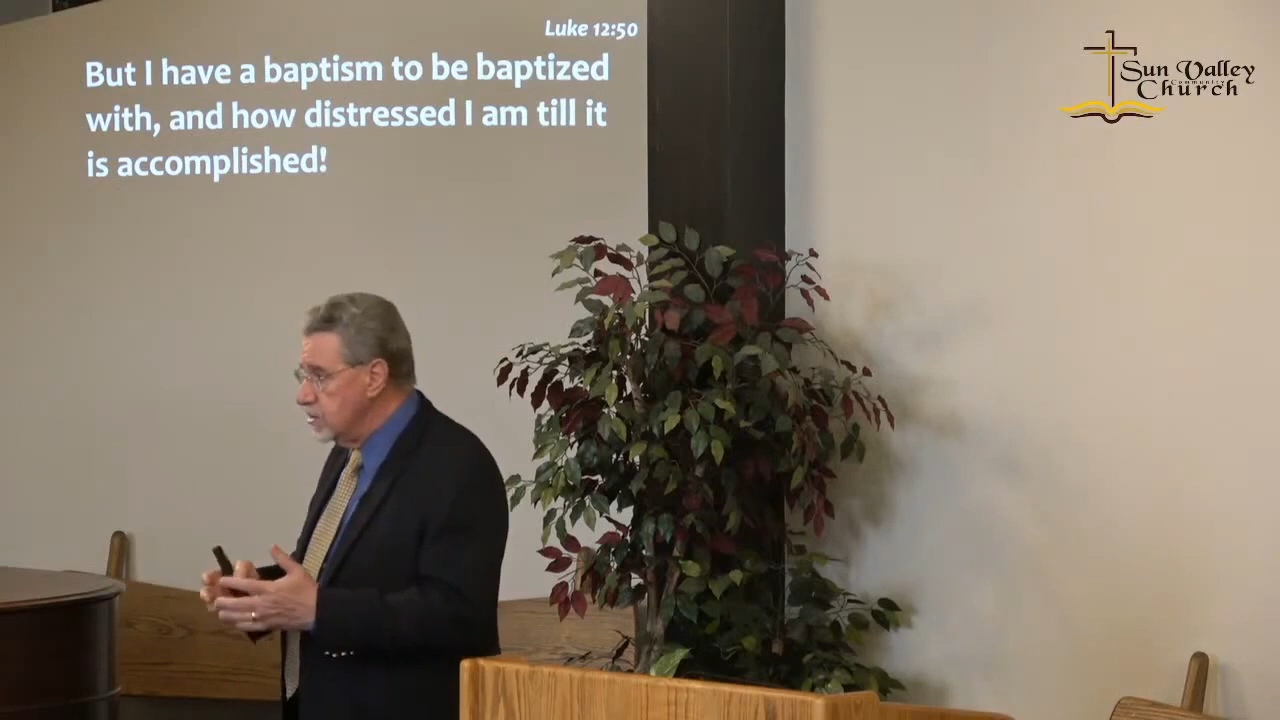 Luke 12:50
But I have a baptism to be baptized
with, and how distressed I am till it
is accomplished!
Sun Valley
Community
Church